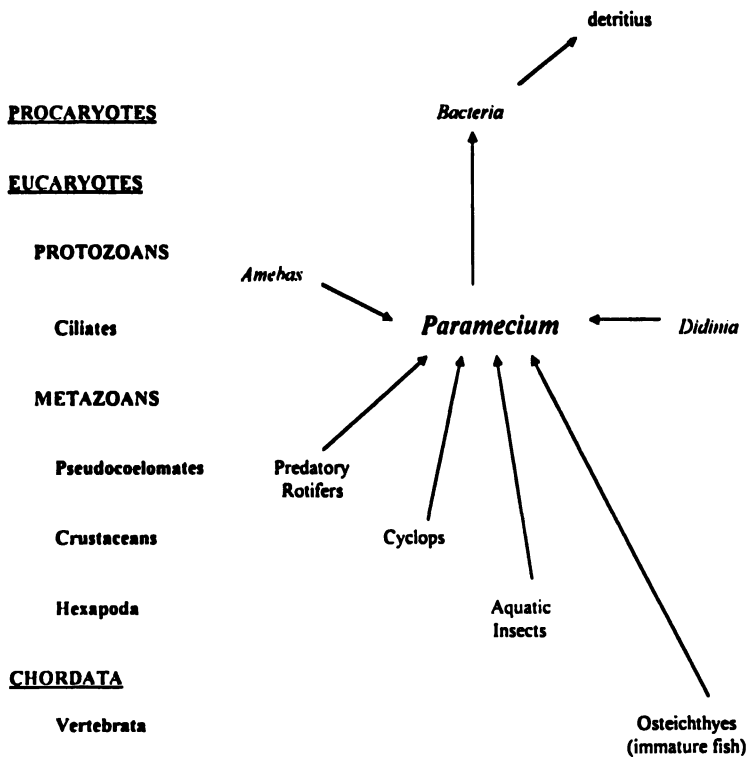 detritius
PROCARYOTES
Bacteria
EUCARYOTES
PROTOZOANS
Amebas
Ciliates
Paramecium
Didinia
METAZOANS
Pseudocoelomates
Predatory
Rotifers
Crustaceans
Cyclops
Hexapoda
Aquatic
Insects
CHORDATA
Vertebrata
Osteichthyes
(immature fish)